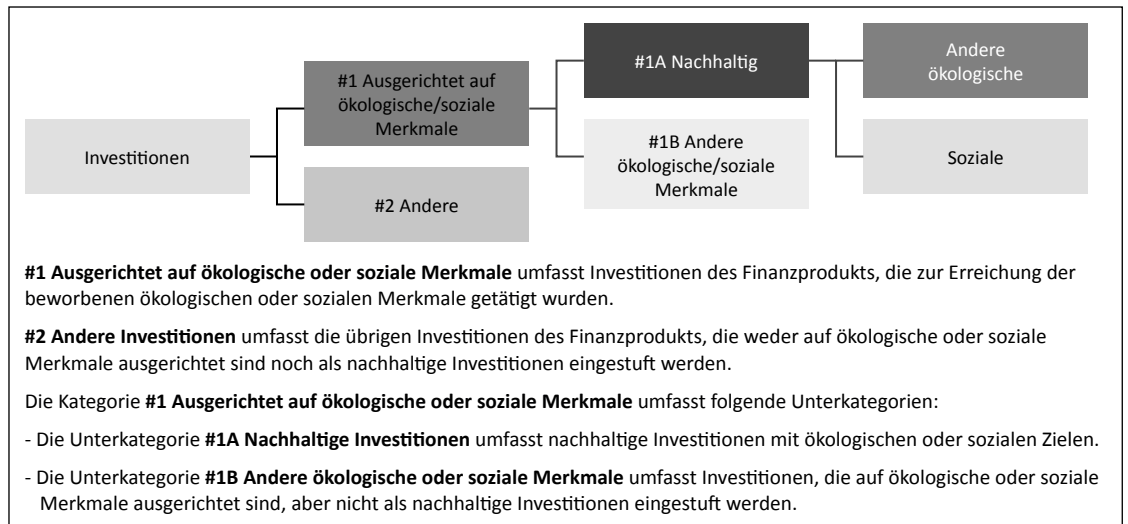 Investitionen
#1 Ausgerichtet auf
ökologische/soziale
Merkmale
#2 Andere
#1A Nachhaltig
#1B Andere
ökologische/soziale
Merkmale
Andere
ökologische
Soziale
#1 Ausgerichtet auf ökologische oder soziale Merkmale umfasst Investitionen des Finanzprodukts, die zur Erreichung der
beworbenen ökologischen oder sozialen Merkmale getätigt wurden.
#2 Andere Investitionen umfasst die übrigen Investitionen des Finanzprodukts, die weder auf ökologische oder soziale
Merkmale ausgerichtet sind noch als nachhaltige Investitionen eingestuft werden.
Die Kategorie #1 Ausgerichtet auf ökologische oder soziale Merkmale umfasst folgende Unterkategorien:
- Die Unterkategorie #1A Nachhaltige Investitionen umfasst nachhaltige Investitionen mit ökologischen oder sozialen Zielen.
- Die Unterkategorie #1B Andere ökologische oder soziale Merkmale umfasst Investitionen, die auf ökologische oder soziale
Merkmale ausgerichtet sind, aber nicht als nachhaltige Investitionen eingestuft werden.